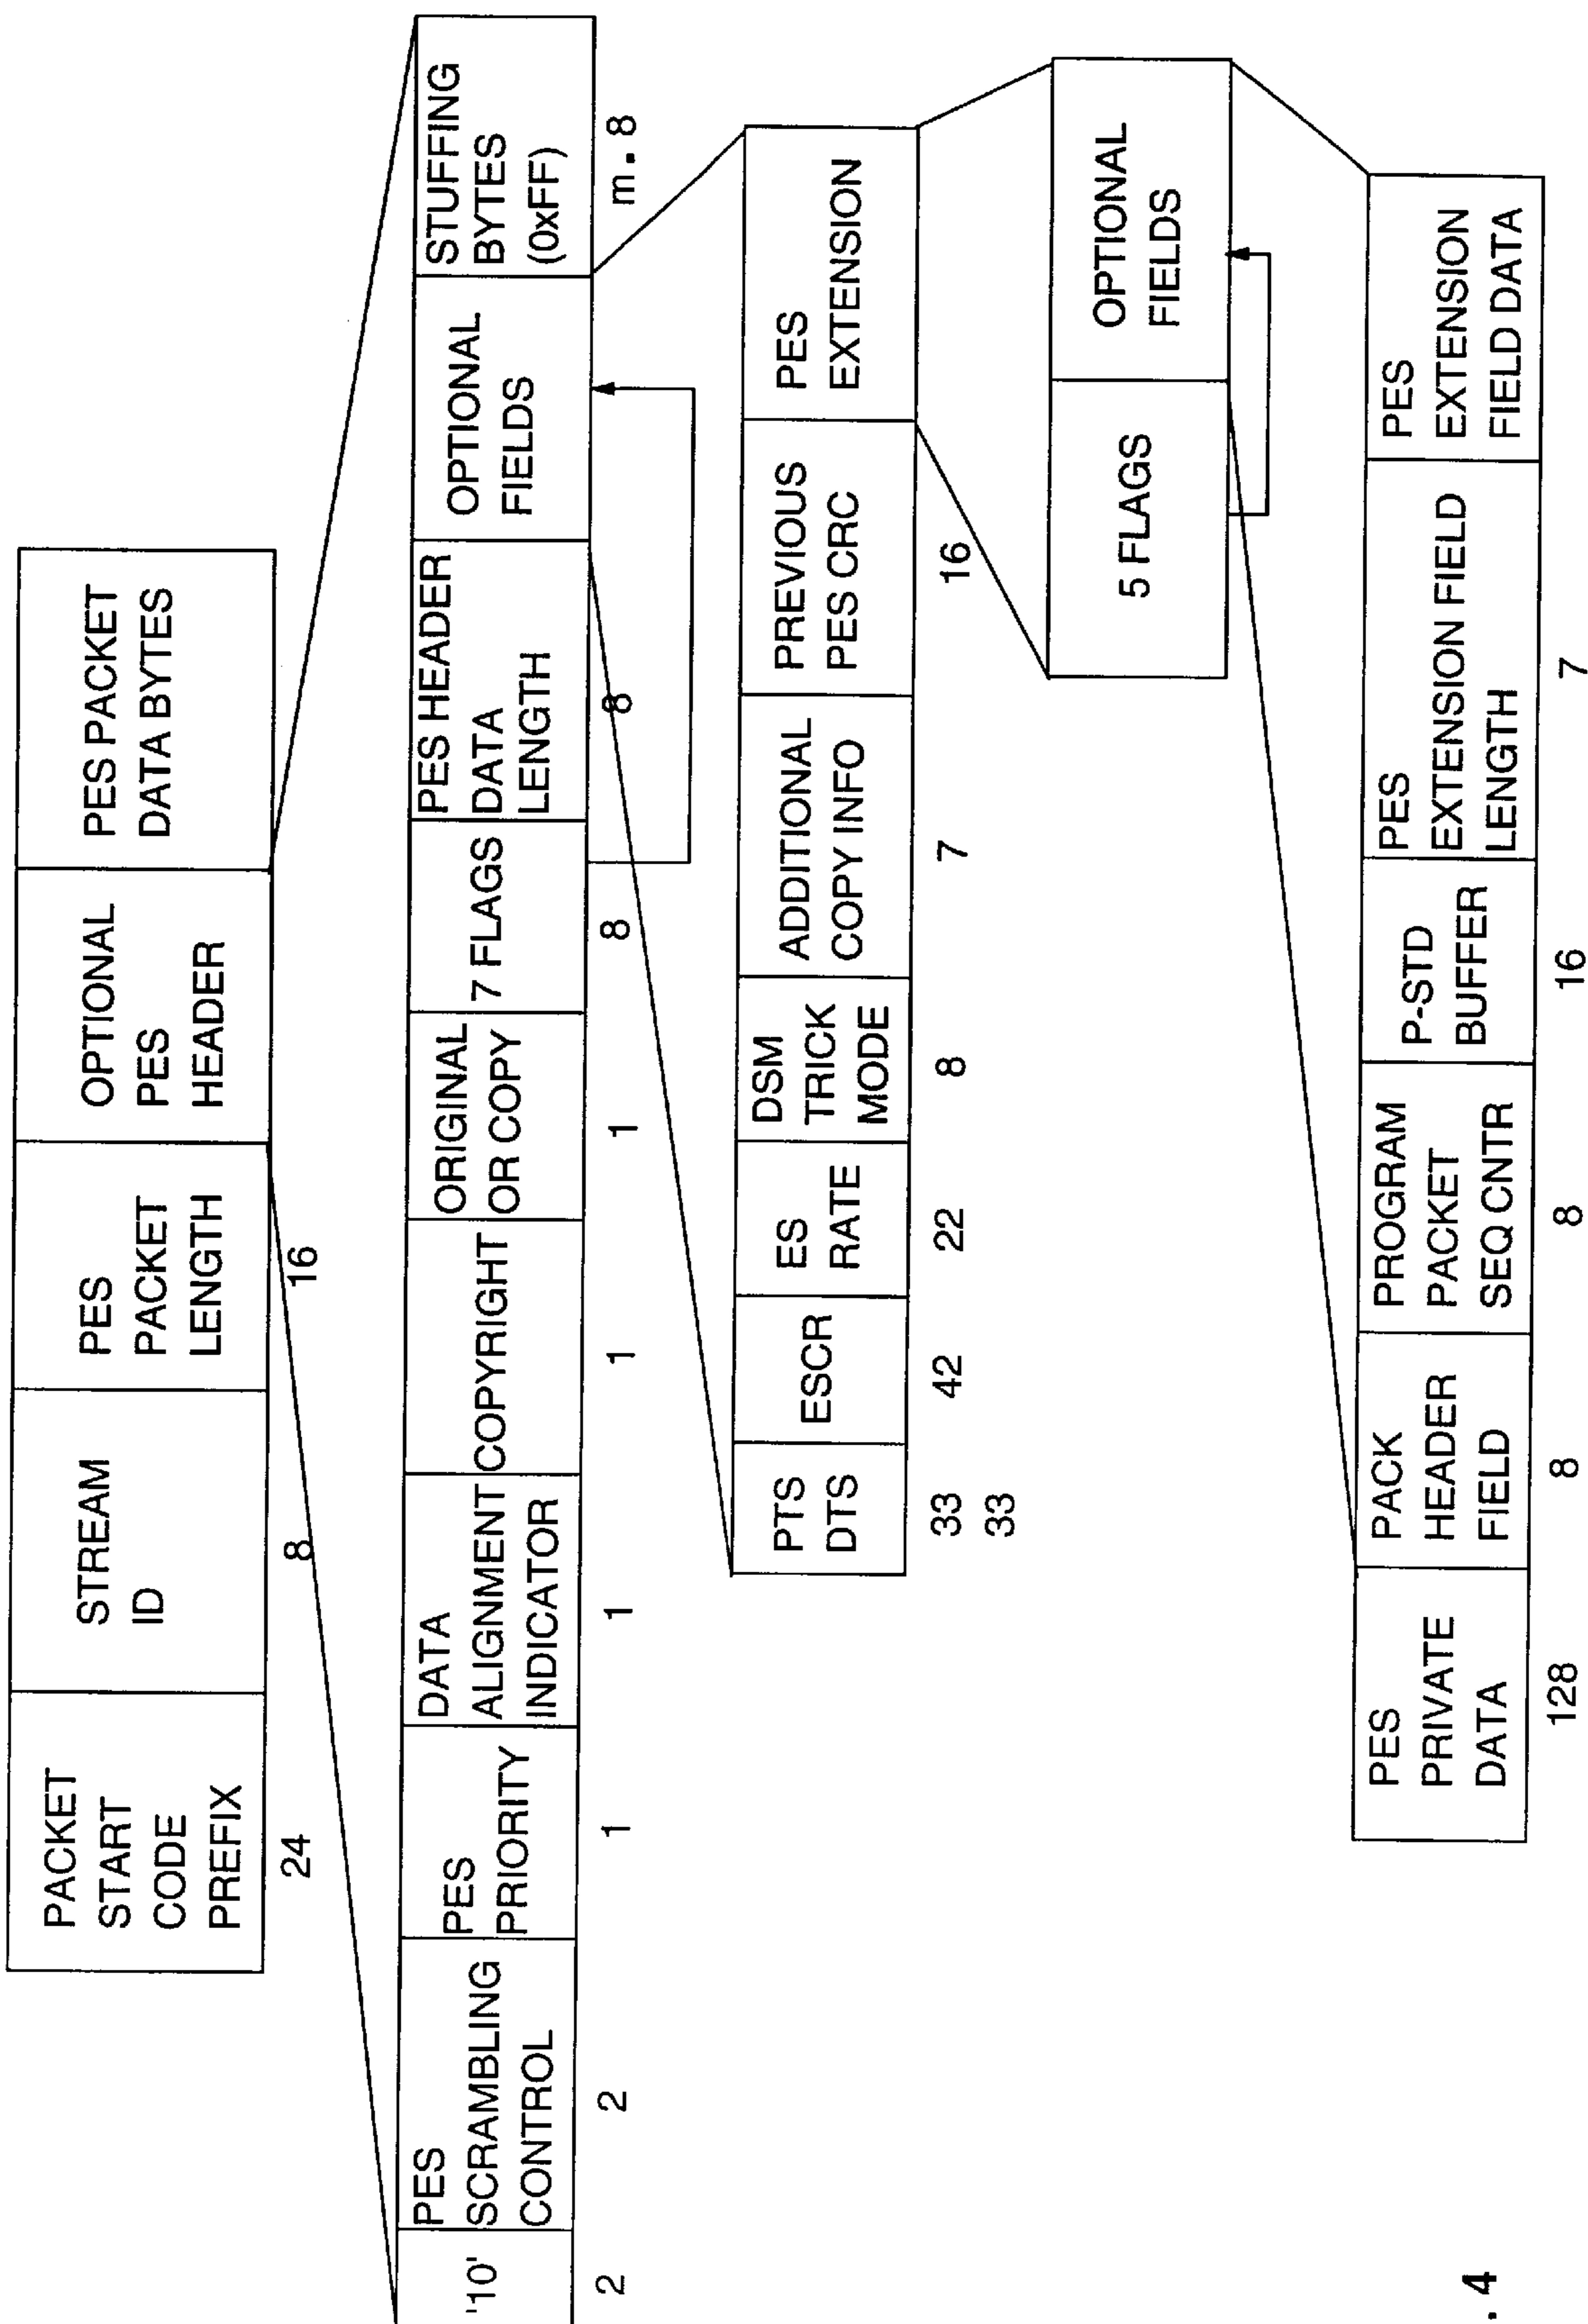 PACKET
START
CODE
PREFIX
STREAM
ID
PES
PACKET
LENGTH
OPTIONAL
PES
HEADER
PES PACKET
DATA BYTES
24
8
16
'10'
PES
SCRAMBLING
CONTROL
PES
PRIORITY
DATA
ALIGNMENT
INDICATOR
COPYRIGHT
ORIGINAL
OR COPY
7 FLAGS
PES HEADER
DATA
LENGTH
OPTIONAL
FIELDS
STUFFING
BYTES
(0xFF)
2
2
1
1
1
1
8
8
m.8
PTS
DTS
ESCR
ES
RATE
DSM
TRICK
MODE
ADDITIONAL
COPY INFO
PREVIOUS
PES CRC
PES
EXTENSION
33
33
42
22
8
7
16
5 FLAGS
OPTIONAL
FIELDS
PES
PRIVATE
DATA
PACK
HEADER
FIELD
PROGRAM
PACKET
SEQ CNTR
P-STD
BUFFER
PES
EXTENSION FIELD
LENGTH
PES
EXTENSION
FIELD DATA
128
8
8
16
7
. 4